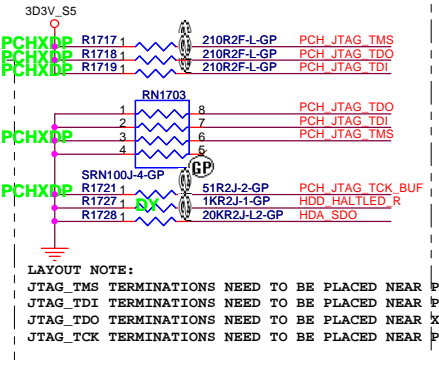 3D3V_S5
PCHXDP R1717 1 210R2F-L-GP PCH_JTAG_TMS
PCHXDP R1718 1 210R2F-L-GP PCH_JTAG_TDO
PCHXDP R1719 1 210R2F-L-GP PCH_JTAG_TDI
RN1703
1 8 PCH_JTAG_TDO
2 7 PCH_JTAG_TDI
PCHXDP 3 6 PCH_JTAG_TMS
4 5
GP
SRN100J-4-GP
PCHXDP R1721 1 51R2J-2-GP PCH_JTAG_TCK_BUF
R1727 1 DY 1KR2J-1-GP HDD_HALTLED_R
R1728 1 20KR2J-L2-GP HDA_SDO
LAYOUT NOTE:
JTAG_TMS TERMINATIONS NEED TO BE PLACED NEAR P
JTAG_TDI TERMINATIONS NEED TO BE PLACED NEAR P
JTAG_TDO TERMINATIONS NEED TO BE PLACED NEAR X
JTAG_TCK TERMINATIONS NEED TO BE PLACED NEAR P